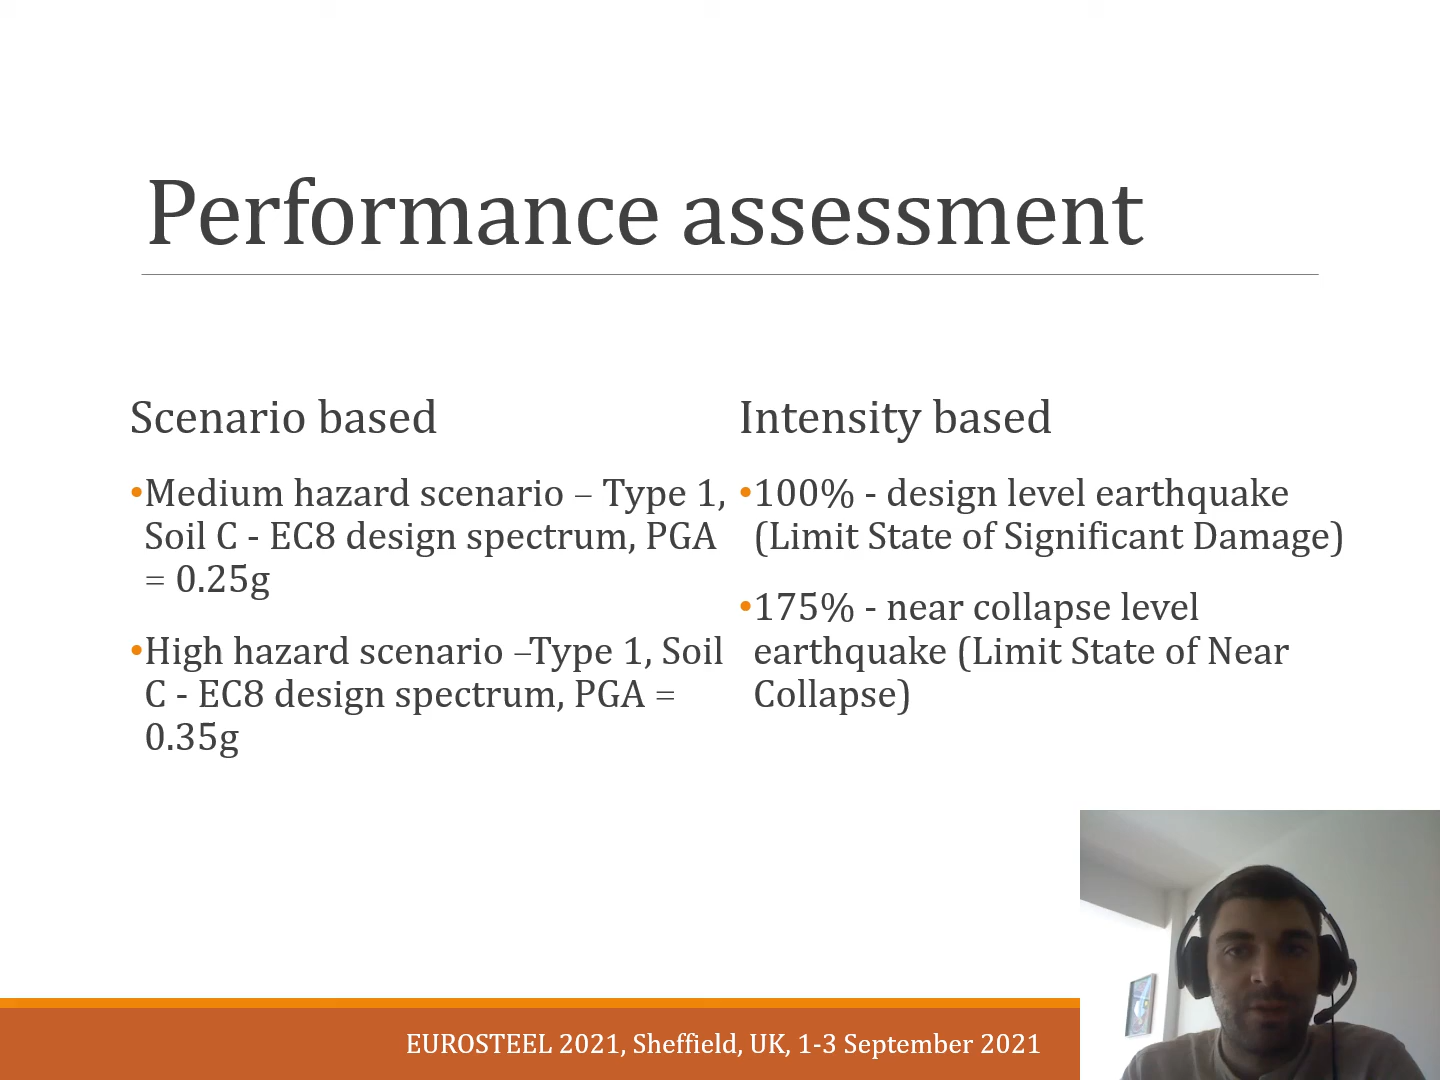 Performance assessment
Scenario based
•Medium hazard scenario – Type 1,
Soil C - EC8 design spectrum, PGA
= 0.25g
•High hazard scenario –Type 1, Soil
C - EC8 design spectrum, PGA =
0.35g
Intensity based
•100% - design level earthquake
(Limit State of Significant Damage)
•175% - near collapse level
earthquake (Limit State of Near
Collapse)
EUROSTEEL 2021, Sheffield, UK, 1-3 September 2021